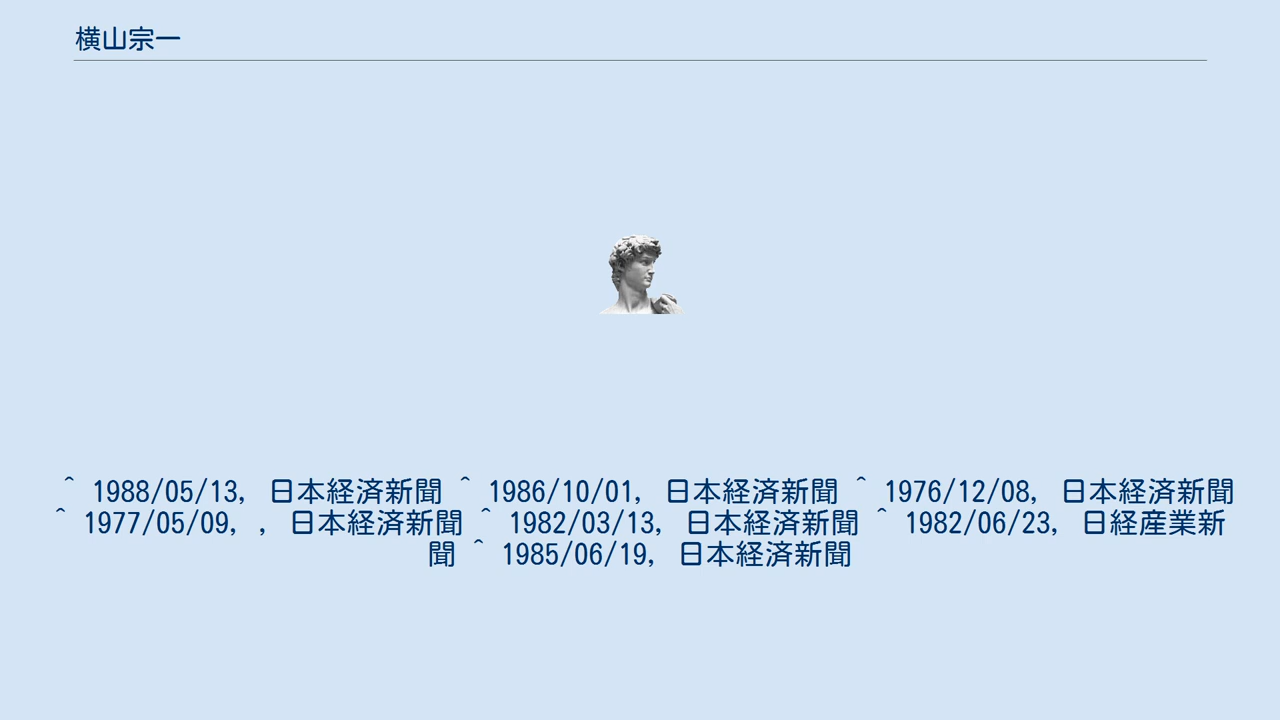 横山宗一
^ 1988/05/13, 日本経済新聞 ^ 1986/10/01, 日本経済新聞 ^ 1976/12/08, 日本経済新聞
^ 1977/05/09, , 日本経済新聞 ^ 1982/03/13, 日本経済新聞 ^ 1982/06/23, 日経産業新
聞 ^ 1985/06/19, 日本経済新聞